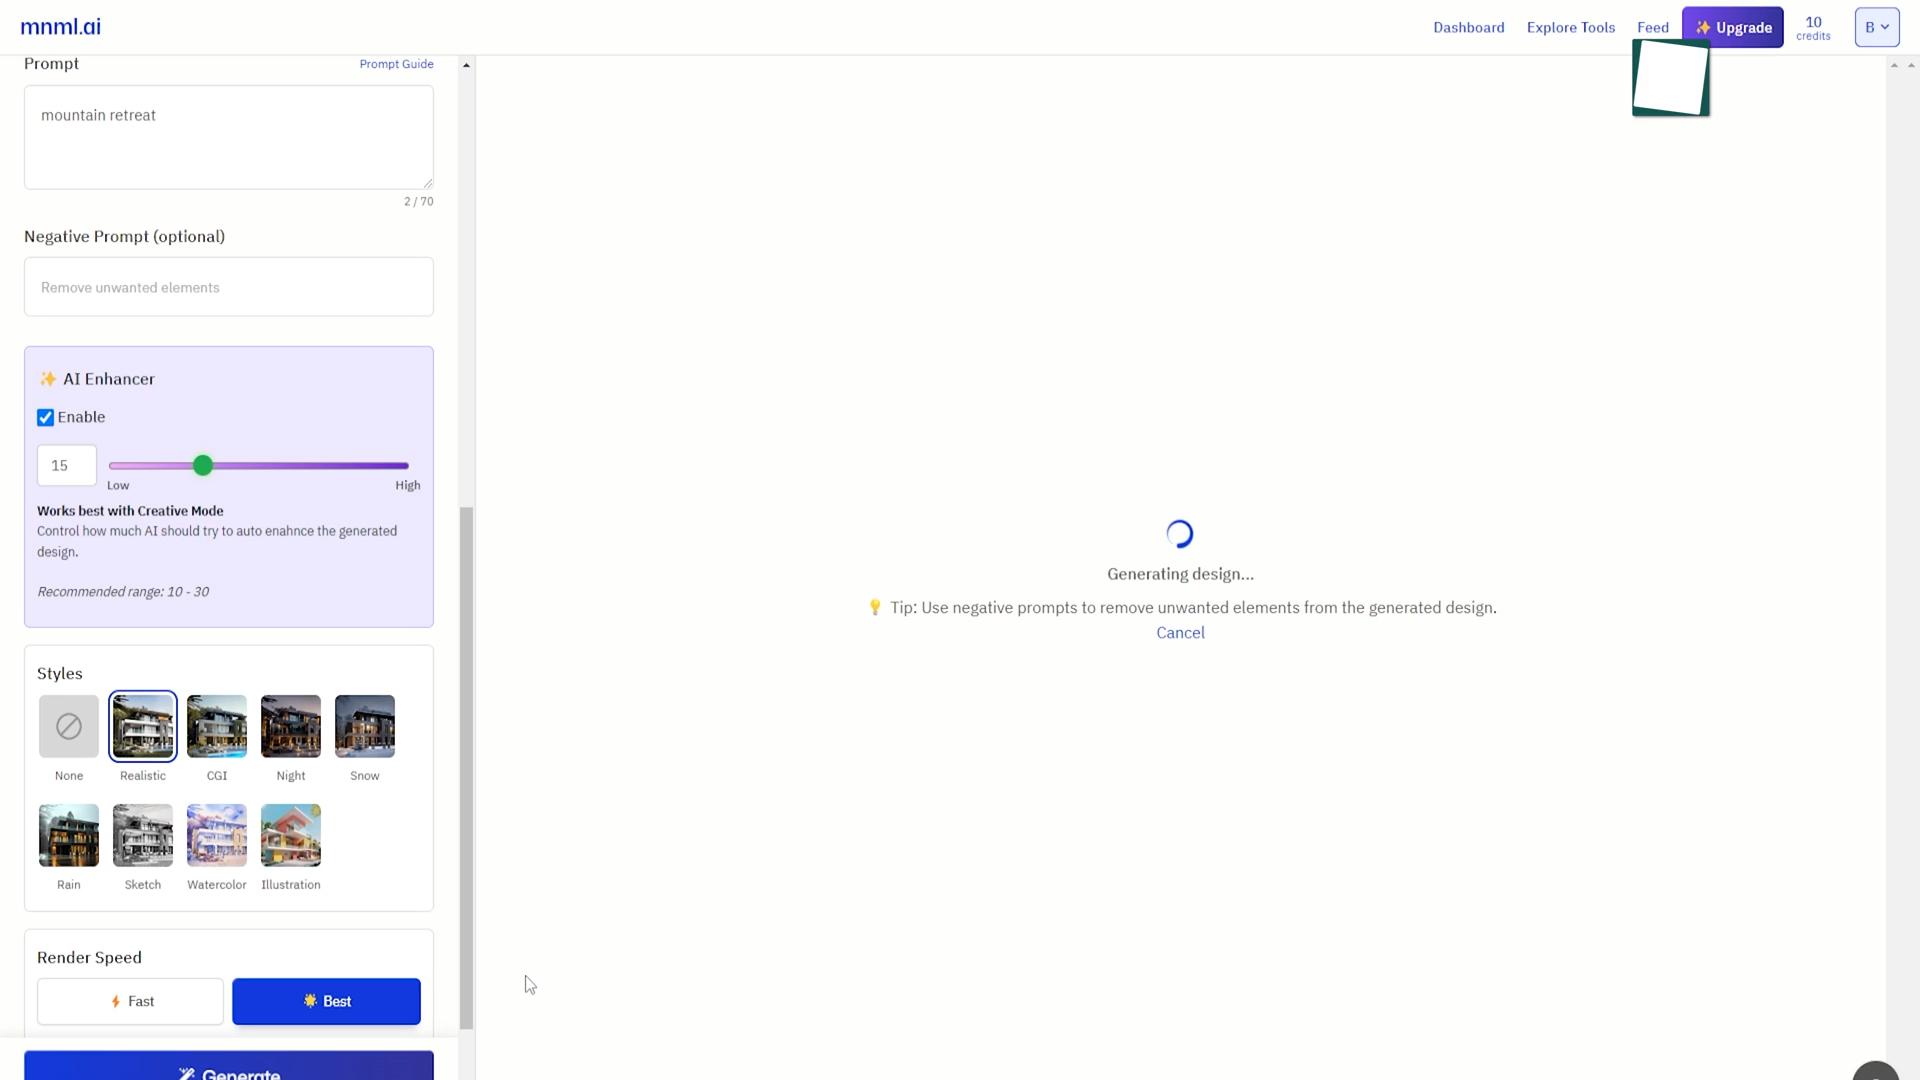 mnml.ai
Dashboard
Explore Tools
Feed
✨ Upgrade
10
credits
B
Prompt
Prompt Guide
mountain retreat
2 / 70
Negative Prompt (optional)
Remove unwanted elements
✨ AI Enhancer
Enable
15
Low
High
Works best with Creative Mode
Control how much AI should try to auto enahnce the generated
design.
Recommended range: 10 - 30
Styles
None
Realistic
CGI
Night
Snow
Rain
Sketch
Watercolor
Illustration
Render Speed
Fast
Best
Generate
Generating design...
💡 Tip: Use negative prompts to remove unwanted elements from the generated design.
Cancel